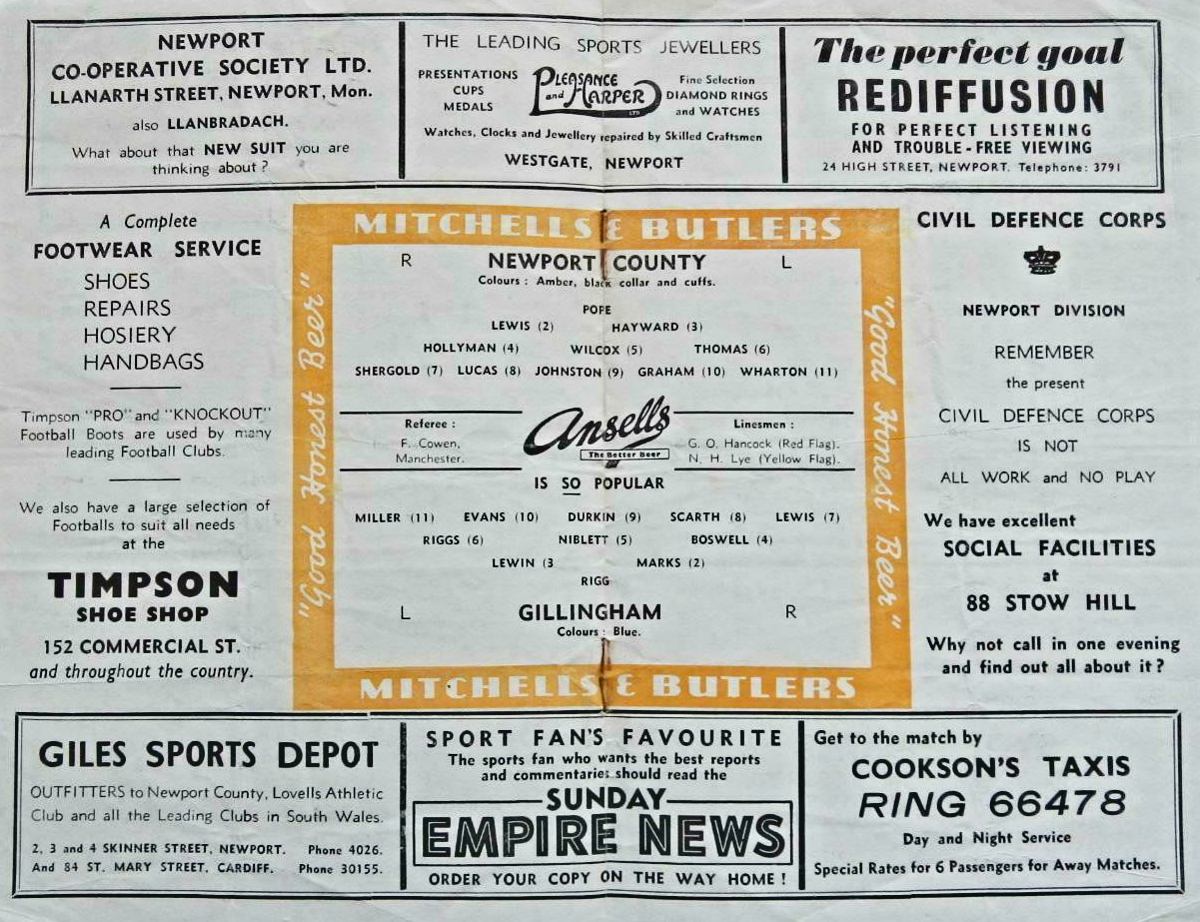 NEWPORT
CO-OPERATIVE SOCIETY LTD.
LLANARTH STREET, NEWPORT, Mon.
also LLANBRADACH.
What about that NEW SUIT you are
thinking about ?
THE LEADING SPORTS JEWELLERS
PRESENTATIONS
CUPS
MEDALS
PLEASANCE
and HARPER LTD
Fine Selection
DIAMOND RINGS
and WATCHES
Watches, Clocks and Jewellery repaired by Skilled Craftsmen
WESTGATE, NEWPORT
The perfect goal
REDIFFUSION
FOR PERFECT LISTENING
AND TROUBLE-FREE VIEWING
24 HIGH STREET, NEWPORT. Telephone: 3791
A Complete
FOOTWEAR SERVICE
SHOES
REPAIRS
HOSIERY
HANDBAGS
Timpson "PRO" and "KNOCKOUT"
Football Boots are used by many
leading Football Clubs.
We also have a large selection of
Footballs to suit all needs
at the
TIMPSON
SHOE SHOP
152 COMMERCIAL ST.
and throughout the country.
MITCHELLS & BUTLERS
"Good Honest Beer"
R NEWPORT COUNTY L
Colours : Amber, black collar and cuffs.
POPE
LEWIS (2) HAYWARD (3)
HOLLYMAN (4) WILCOX (5) THOMAS (6)
SHERGOLD (7) LUCAS (8) JOHNSTON (9) GRAHAM (10) WHARTON (11)
Referee :
F. Cowen,
Manchester.
Ansells
The Better Beer
Linesmen :
G. O. Hancock (Red Flag).
N. H. Lye (Yellow Flag).
IS SO POPULAR
MILLER (11) EVANS (10) DURKIN (9) SCARTH (8) LEWIS (7)
RIGGS (6) NIBLETT (5) BOSWELL (4)
LEWIN (3 MARKS (2)
RIGG
L GILLINGHAM R
Colours : Blue.
"Good Honest Beer"
MITCHELLS & BUTLERS
CIVIL DEFENCE CORPS
NEWPORT DIVISION
REMEMBER
the present
CIVIL DEFENCE CORPS
IS NOT
ALL WORK and NO PLAY
We have excellent
SOCIAL FACILITIES
at
88 STOW HILL
Why not call in one evening
and find out all about it ?
GILES SPORTS DEPOT
OUTFITTERS to Newport County, Lovells Athletic
Club and all the Leading Clubs in South Wales.
2, 3 and 4 SKINNER STREET, NEWPORT. Phone 4026.
And 84 ST. MARY STREET, CARDIFF. Phone 30155.
SPORT FAN'S FAVOURITE
The sports fan who wants the best reports
and commentaries should read the
SUNDAY
EMPIRE NEWS
ORDER YOUR COPY ON THE WAY HOME !
Get to the match by
COOKSON'S TAXIS
RING 66478
Day and Night Service
Special Rates for 6 Passengers for Away Matches.